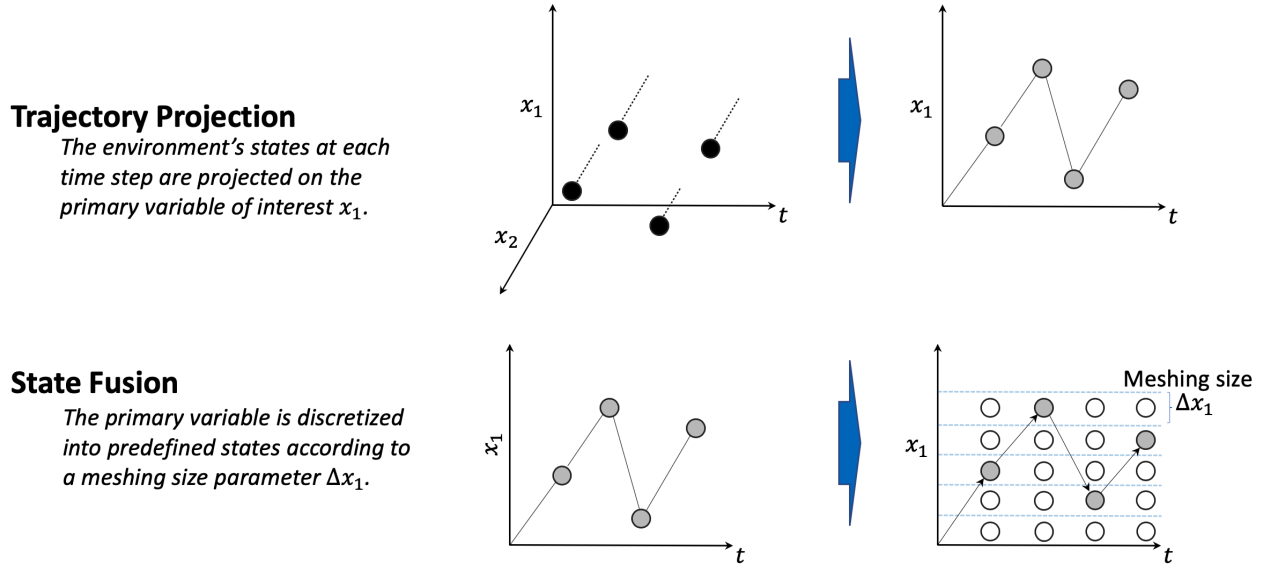 Trajectory Projection
The environment’s states at each
time step are projected on the
primary variable of interest x₁.
x₁
t
x₂
x₁
t
State Fusion
The primary variable is discretized
into predefined states according to
a meshing size parameter Δx₁.
x₁
t
Meshing size
Δx₁
x₁
t